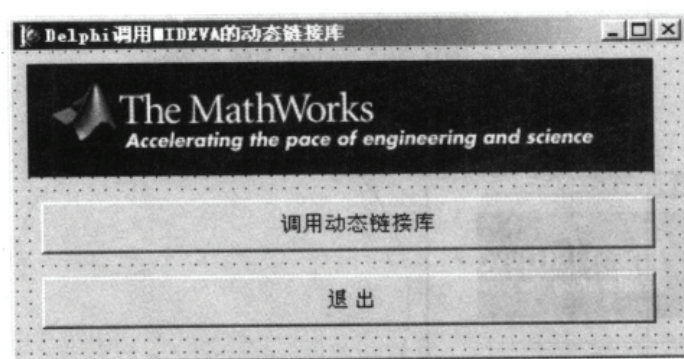 Delphi调用MIDEVA的动态链接库
The MathWorks
Accelerating the pace of engineering and science
调用动态链接库
退 出